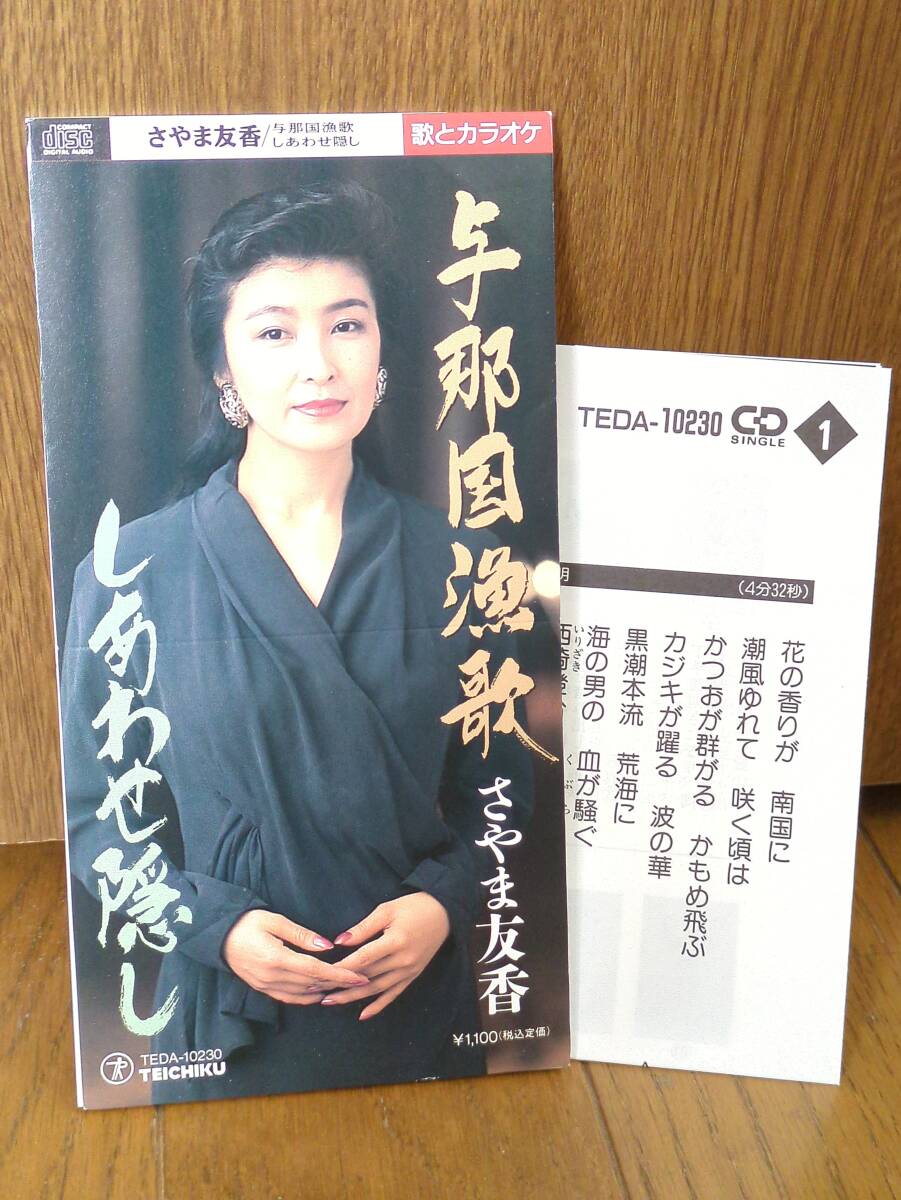 COMPACT
disc
DIGITAL AUDIO
さやま友香/与那国漁歌
しあわせ隠し
歌とカラオケ
与那国漁歌
しあわせ隠し
さやま友香
¥1,100(税込定価)
TEDA-10230
TEICHIKU
TEDA-10230
CD
SINGLE
1
(4分32秒)
花の香りが 南国に
潮風ゆれて 咲く頃は
かつおが群がる かもめ飛ぶ
カジキが躍る 波の華
黒潮本流 荒海に
海の男の 血が騒ぐ
いりざき